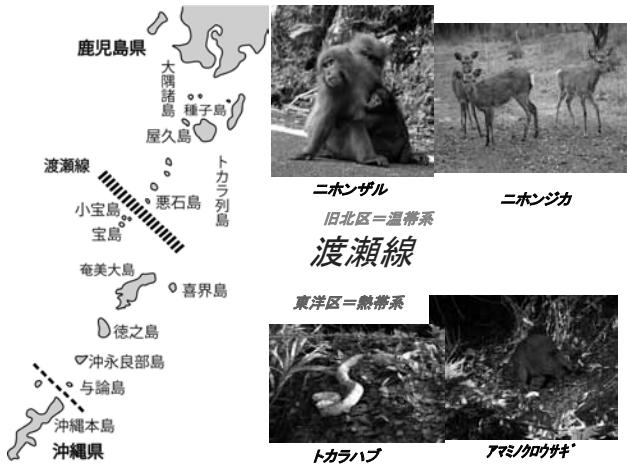 鹿児島県
大隅諸島
種子島
屋久島
トカラ列島
渡瀬線
悪石島
小宝島
宝島
奄美大島
喜界島
徳之島
沖永良部島
与論島
沖縄本島
沖縄県
ニホンザル
ニホンジカ
旧北区＝温帯系
渡瀬線
東洋区＝熱帯系
トカラハブ
アマミノクロウサギ